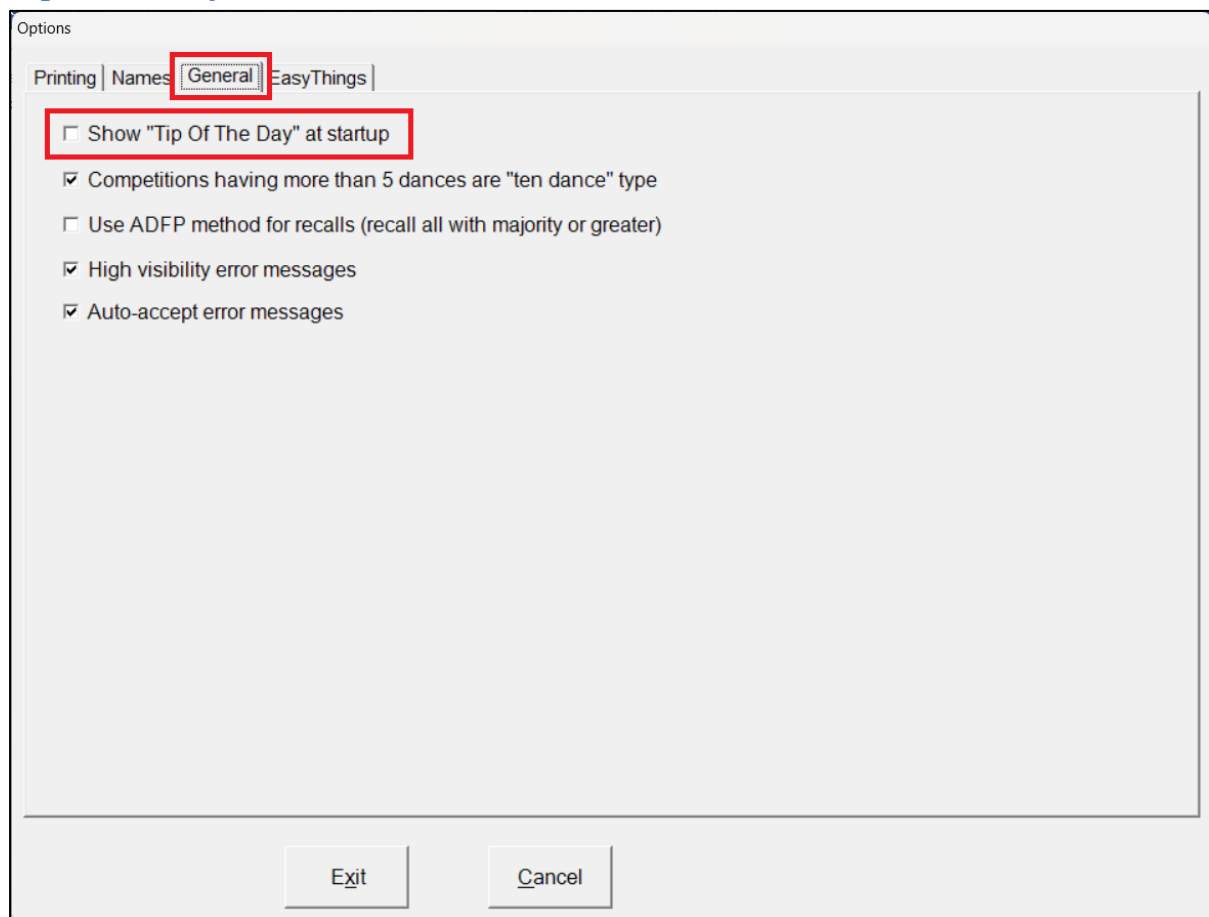 Options
Printing Names General EasyThings
Show "Tip Of The Day" at startup
Competitions having more than 5 dances are "ten dance" type
Use ADFP method for recalls (recall all with majority or greater)
High visibility error messages
Auto-accept error messages
Exit Cancel